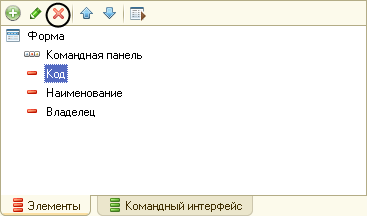 Форма
Командная панель
Код
Наименование
Владелец
Элементы
Командный интерфейс